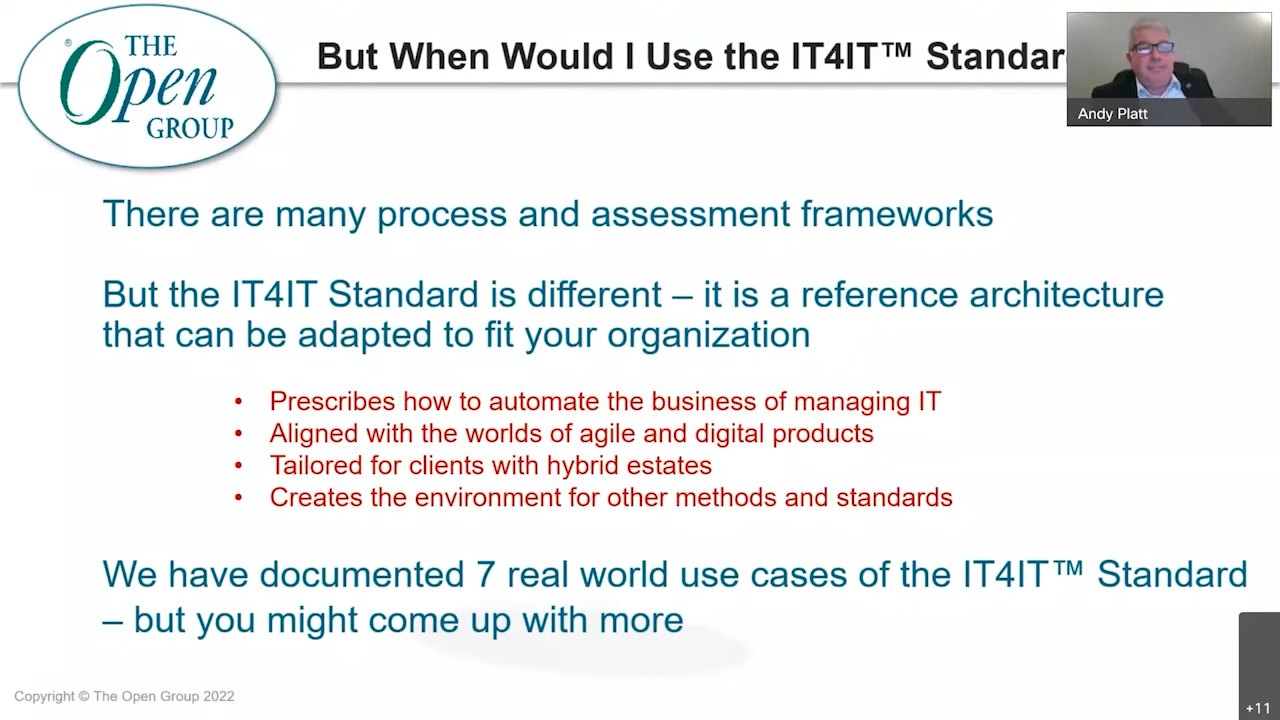 ® THE
Open
GROUP
But When Would I Use the IT4IT™ Standar
Andy Platt
There are many process and assessment frameworks
But the IT4IT Standard is different – it is a reference architecture
that can be adapted to fit your organization
• Prescribes how to automate the business of managing IT
• Aligned with the worlds of agile and digital products
• Tailored for clients with hybrid estates
• Creates the environment for other methods and standards
We have documented 7 real world use cases of the IT4IT™ Standard
– but you might come up with more
Copyright © The Open Group 2022
+11